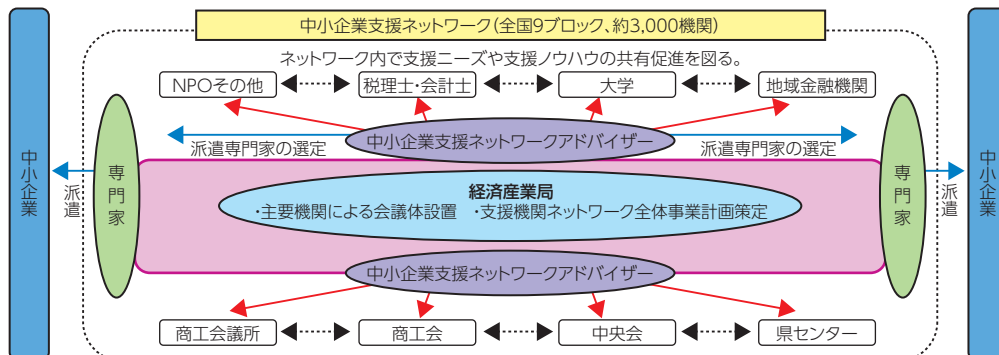 中小企業支援ネットワーク(全国9ブロック、約3,000機関)
ネットワーク内で支援ニーズや支援ノウハウの共有促進を図る。
NPOその他
税理士・会計士
大学
地域金融機関
中小企業支援ネットワークアドバイザー
派遣専門家の選定
派遣専門家の選定
中小企業
派遣
専門家
経済産業局
・主要機関による会議体設置 ・支援機関ネットワーク全体事業計画策定
専門家
派遣
中小企業
中小企業支援ネットワークアドバイザー
商工会議所
商工会
中央会
県センター